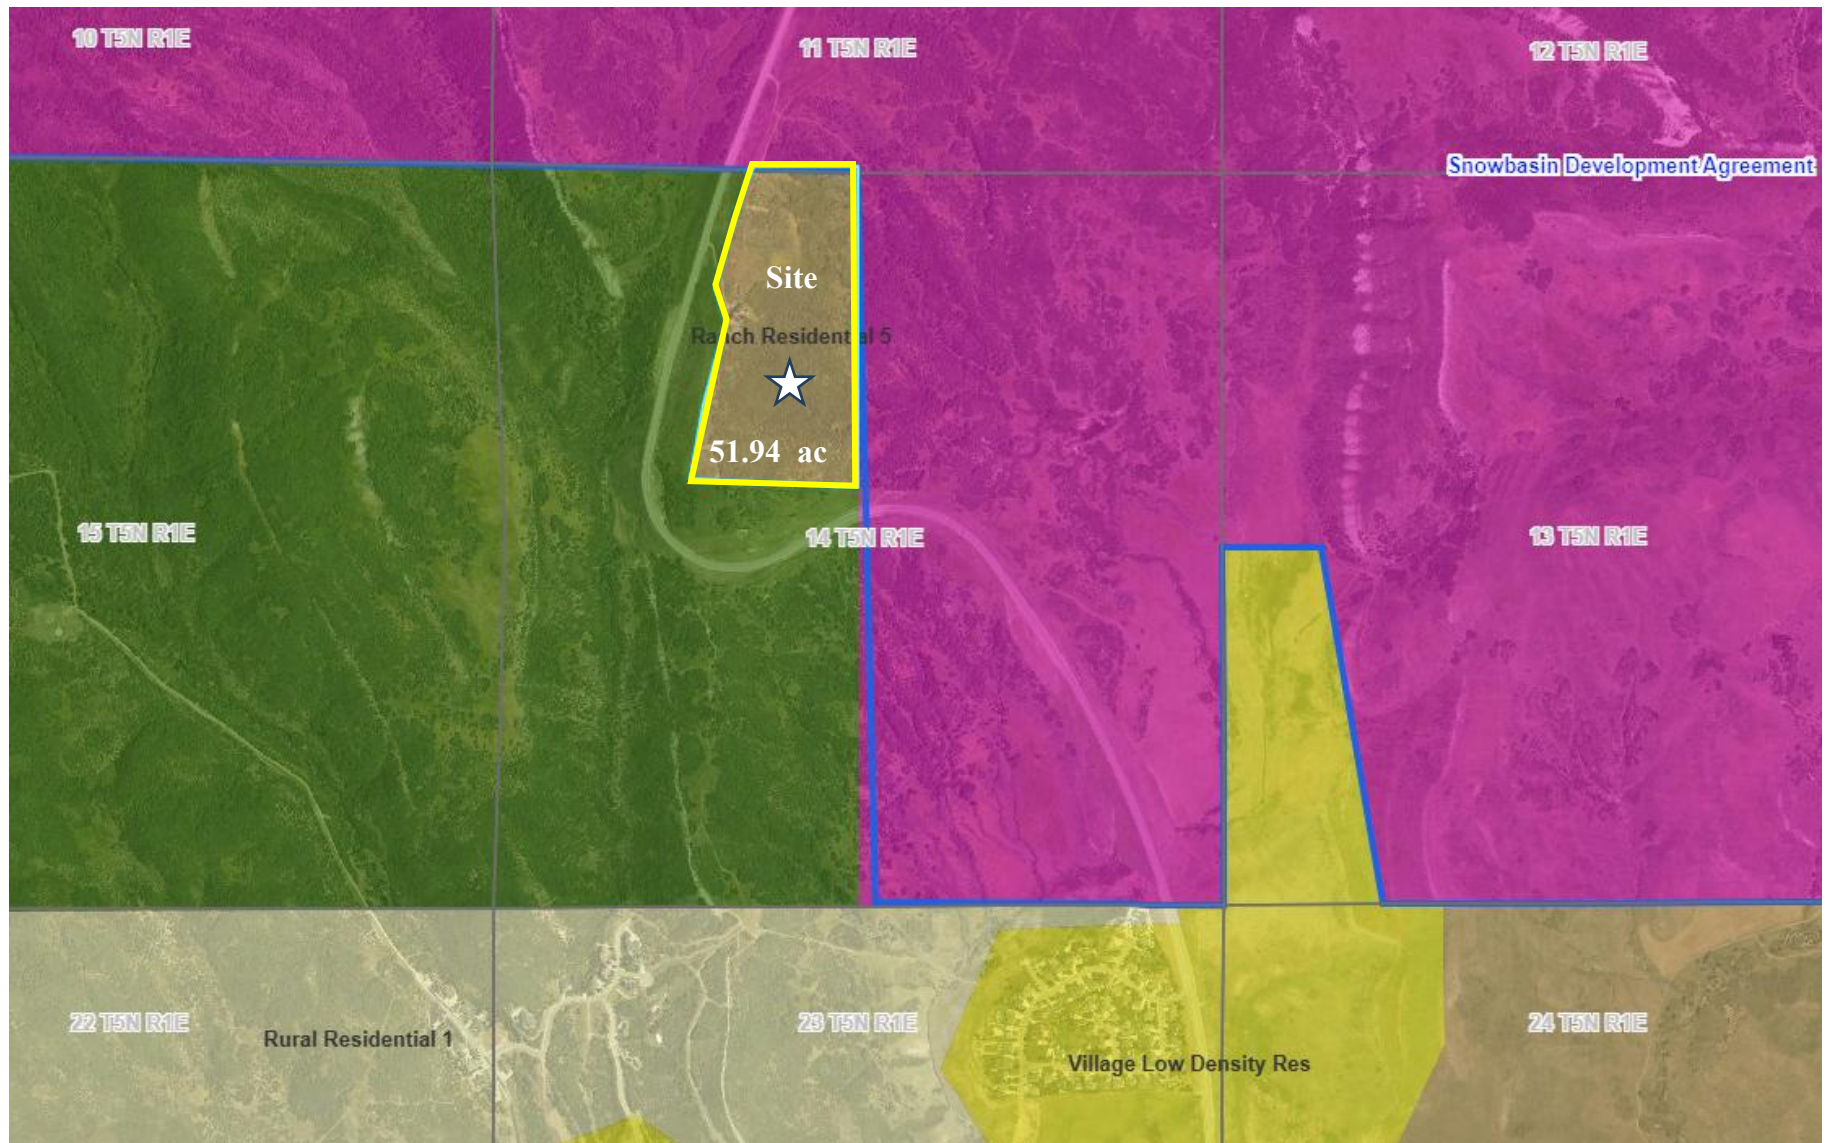 10 T5N R1E
11 T5N R1E
12 T5N R1E
Snowbasin Development Agreement
Site
Ranch Residential 5
51.94 ac
15 T5N R1E
14 T5N R1E
13 T5N R1E
22 T5N R1E
Rural Residential 1
23 T5N R1E
Village Low Density Res
24 T5N R1E